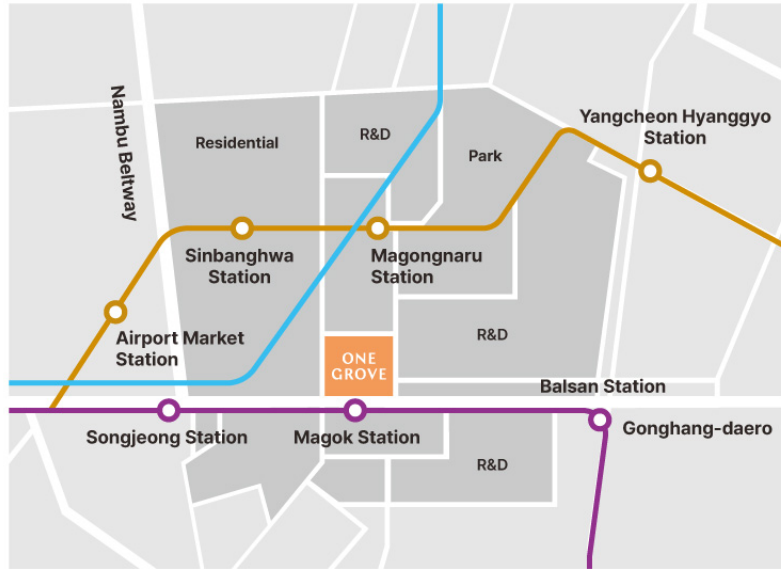 Nambu Beltway
Residential
R&D
Park
Yangcheon Hyanggyo
Station
Sinbanghwa
Station
Magongnaru
Station
Airport Market
Station
ONE
GROVE
R&D
Balsan Station
Songjeong Station
Magok Station
Gonghang-daero
R&D